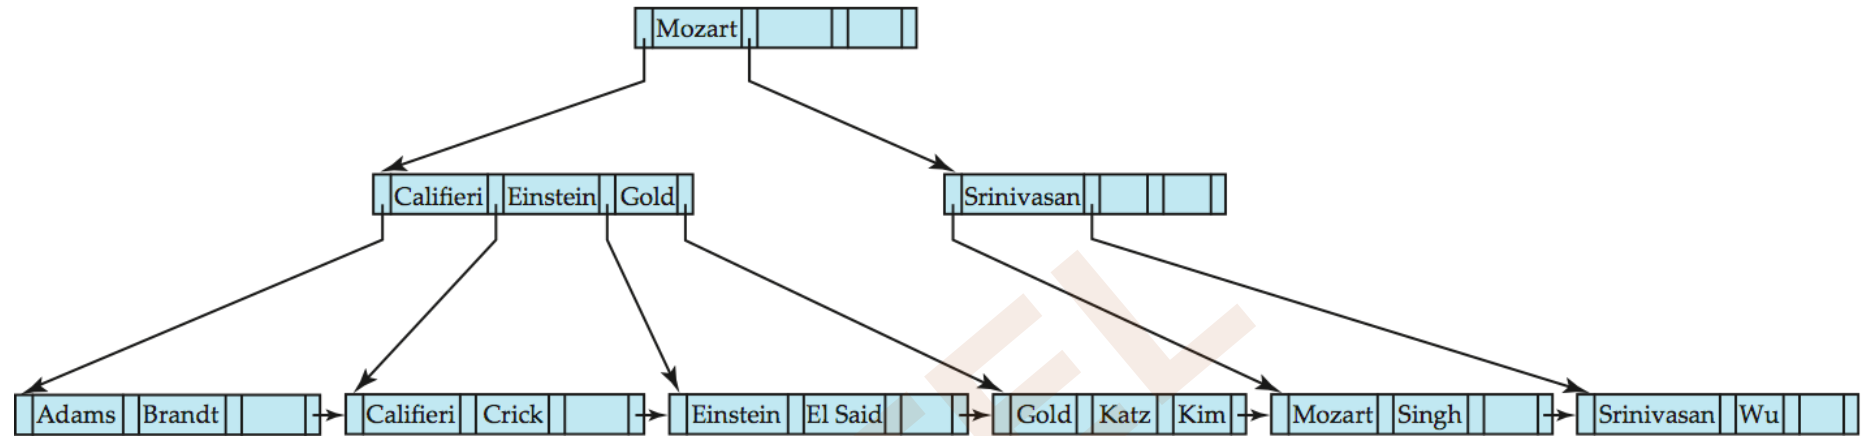 Mozart
Califieri Einstein Gold
Srinivasan
Adams Brandt
Califieri Crick
Einstein El Said
Gold Katz Kim
Mozart Singh
Srinivasan Wu
EL